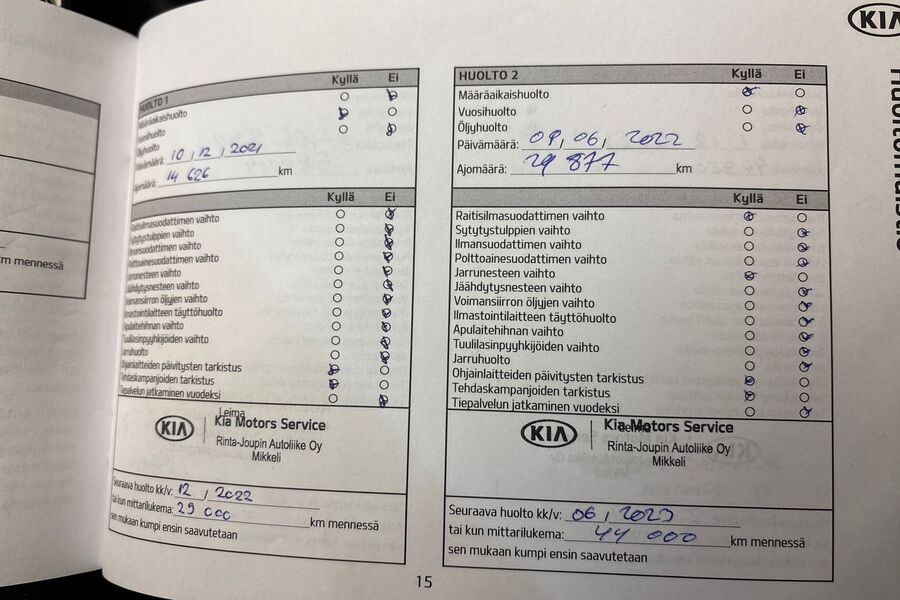 km mennessä
HUOLTO 1 Kyllä Ei
Määräaikaishuolto
Vuosihuolto
Öljyhuolto
Päivämäärä: 10, 12, 2021
Ajomäärä: 14 626 km
Kyllä Ei
Raitisilmasuodattimen vaihto
Sytytystulppien vaihto
Ilmansuodattimen vaihto
Polttoainesuodattimen vaihto
Jarrunesteen vaihto
Jäähdytysnesteen vaihto
Voimansiirron öljyjen vaihto
Ilmastointilaitteen täyttöhuolto
Apulaitehihnan vaihto
Tuulilasinpyyhkijöiden vaihto
Jarruhuolto
Ohjainlaitteiden päivitysten tarkistus
Tehdaskampanjoiden tarkistus
Tiepalvelun jatkaminen vuodeksi
Leima
KIA Kia Motors Service
Rinta-Joupin Autoliike Oy
Mikkeli
Seuraava huolto kk/v: 12, 2022
tai kun mittarilukema: 29 000 km mennessä
sen mukaan kumpi ensin saavutetaan
KIA
HUOLTO 2 Kyllä Ei
Määräaikaishuolto
Vuosihuolto
Öljyhuolto
Päivämäärä: 09, 06, 2022
Ajomäärä: 29 877 km
Kyllä Ei
Raitisilmasuodattimen vaihto
Sytytystulppien vaihto
Ilmansuodattimen vaihto
Polttoainesuodattimen vaihto
Jarrunesteen vaihto
Jäähdytysnesteen vaihto
Voimansiirron öljyjen vaihto
Ilmastointilaitteen täyttöhuolto
Apulaitehihnan vaihto
Tuulilasinpyyhkijöiden vaihto
Jarruhuolto
Ohjainlaitteiden päivitysten tarkistus
Tehdaskampanjoiden tarkistus
Tiepalvelun jatkaminen vuodeksi
Leima
KIA Kia Motors Service
Rinta-Joupin Autoliike Oy
Mikkeli
Seuraava huolto kk/v: 06, 2023
tai kun mittarilukema: 44 000 km mennessä
sen mukaan kumpi ensin saavutetaan
15